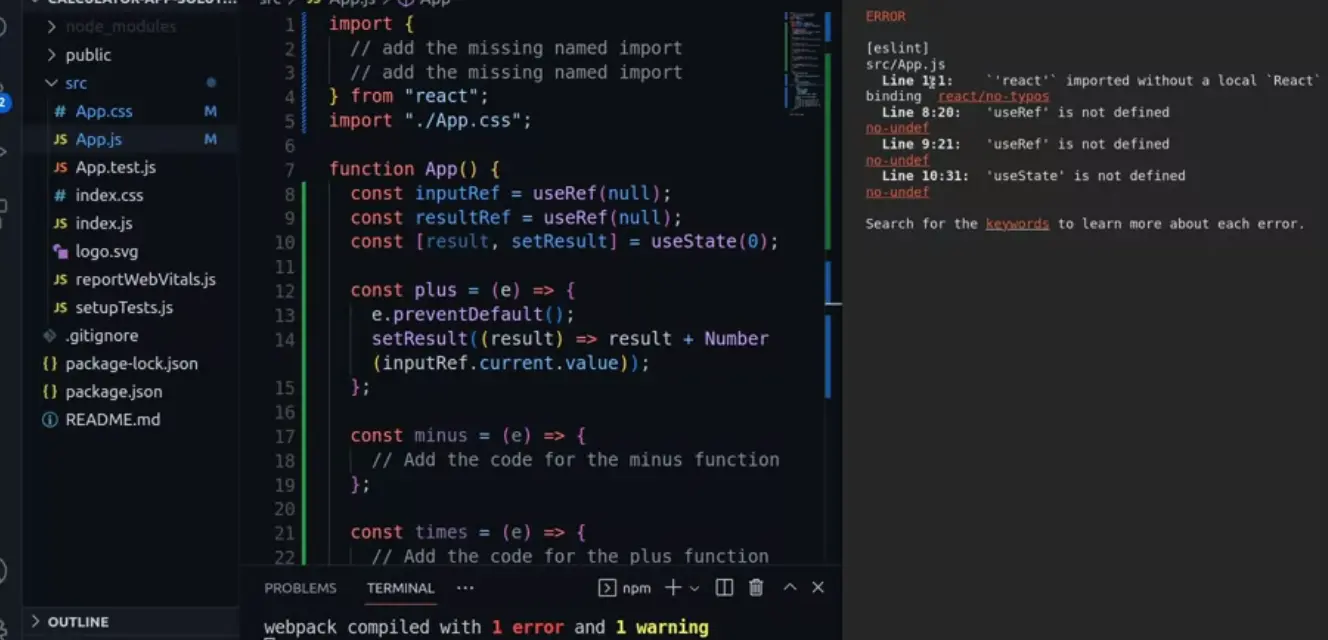 CALCULATOR-APP-SOLUT...
node_modules
public
src
# App.css M
JS App.js M
JS App.test.js
# index.css
JS index.js
logo.svg
JS reportWebVitals.js
JS setupTests.js
.gitignore
{} package-lock.json
{} package.json
README.md
OUTLINE
2
src > JS App.js > App
1 import {
2 // add the missing named import
3 // add the missing named import
4 } from "react";
5 import "./App.css";
6
7 function App() {
8 const inputRef = useRef(null);
9 const resultRef = useRef(null);
10 const [result, setResult] = useState(0);
11
12 const plus = (e) => {
13 e.preventDefault();
14 setResult((result) => result + Number
(inputRef.current.value));
15 };
16
17 const minus = (e) => {
18 // Add the code for the minus function
19 };
20
21 const times = (e) => {
22 // Add the code for the plus function
PROBLEMS TERMINAL ... npm
webpack compiled with 1 error and 1 warning
ERROR
[eslint]
src/App.js
Line 1:1: `'react'` imported without a local `React`
binding react/no-typos
Line 8:20: 'useRef' is not defined
no-undef
Line 9:21: 'useRef' is not defined
no-undef
Line 10:31: 'useState' is not defined
no-undef
Search for the keywords to learn more about each error.